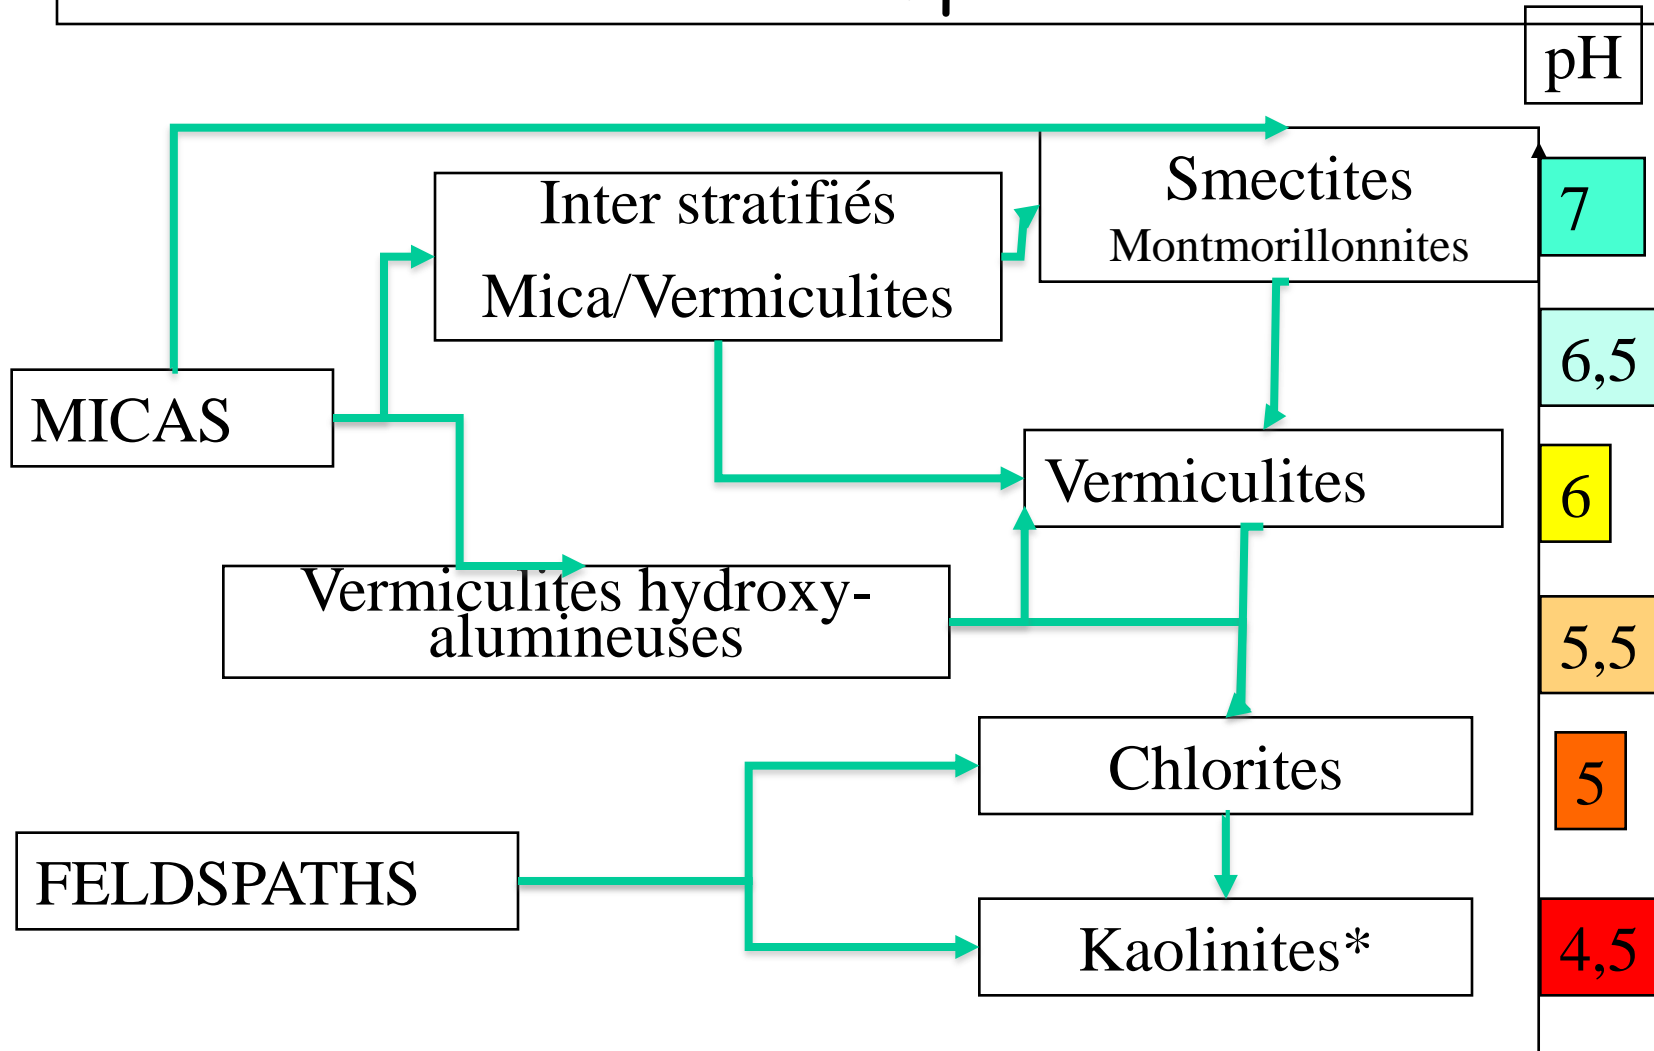 pH
Smectites
Montmorillonnites
Inter stratifiés
Mica/Vermiculites
7
6,5
MICAS
Vermiculites
6
Vermiculites hydroxy-
alumineuses
5,5
Chlorites
5
FELDSPATHS
Kaolinites*
4,5